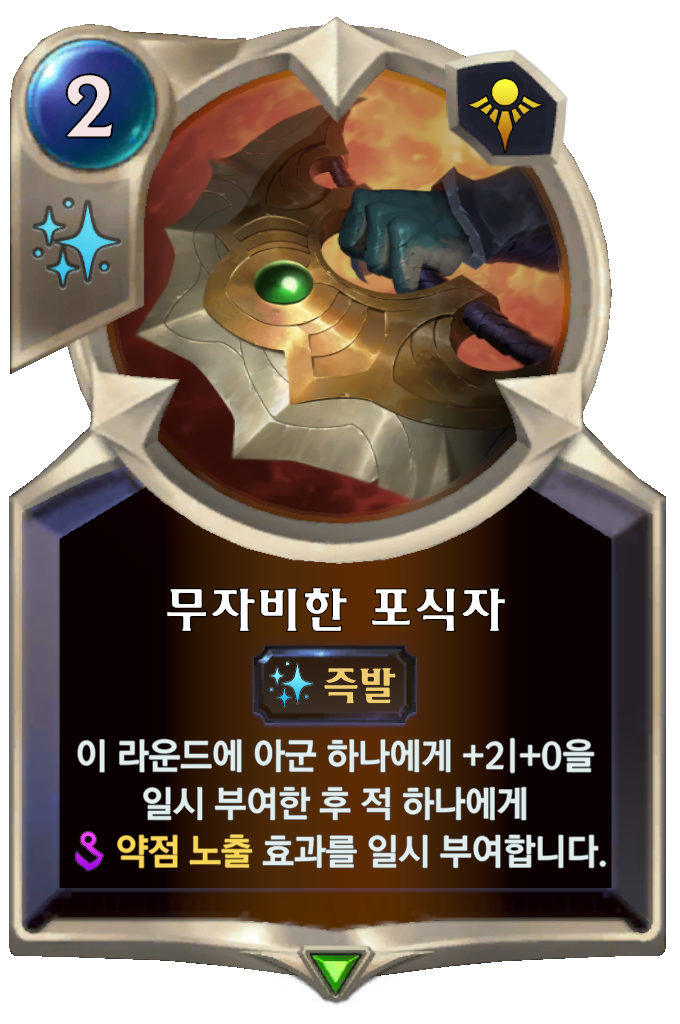 2
무자비한 포식자
즉발
이 라운드에 아군 하나에게 +2|+0을
일시 부여한 후 적 하나에게
약점 노출 효과를 일시 부여합니다.